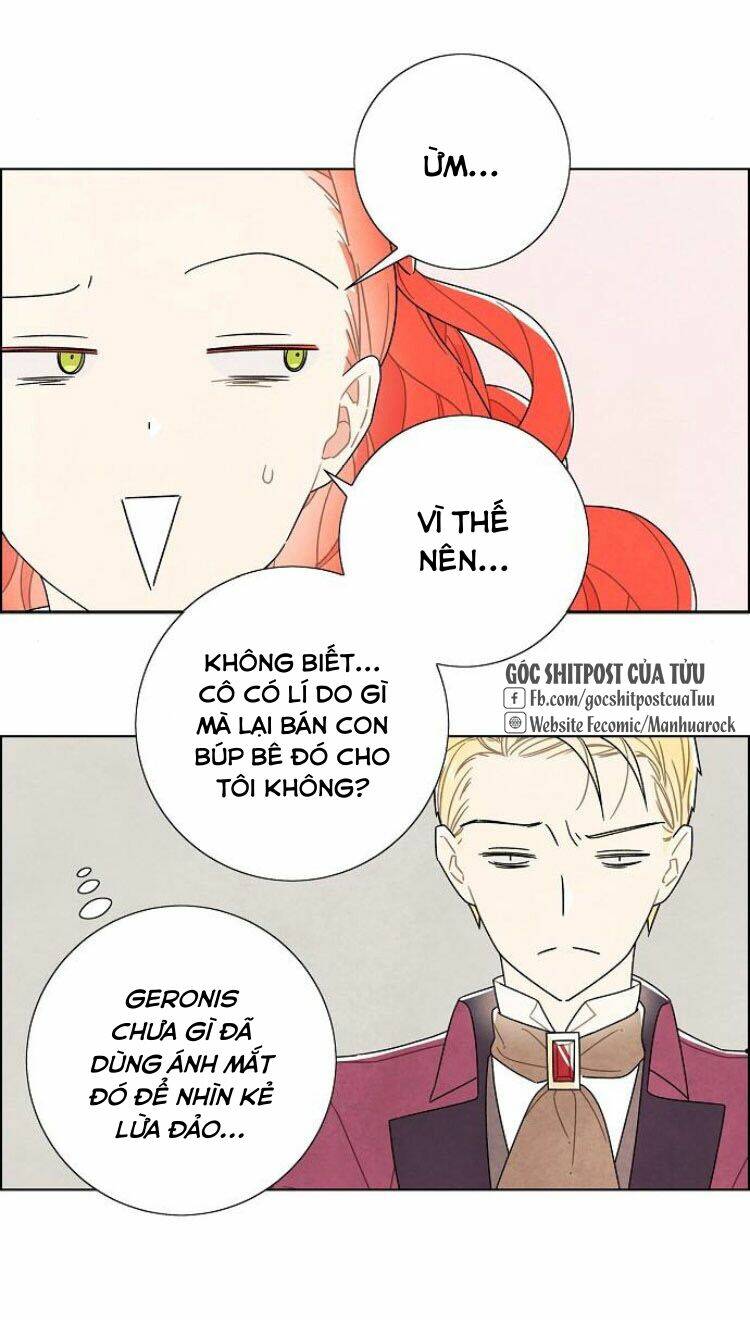 ỪM...
VÌ THẾ
NÊN...
KHÔNG BIẾT...
CÔ CÓ LÍ DO GÌ
MÀ LẠI BÁN CON
BÚP BÊ ĐÓ CHO
TÔI KHÔNG?
GÓC SHITPOST CỦA TỬU
Fb.com/gocshitpostcuaTuu
Website Fecomic/Manhuarock
GERONIS
CHƯA GÌ ĐÃ
DÙNG ÁNH MẮT
ĐÓ ĐỂ NHÌN KẺ
LỪA ĐẢO...